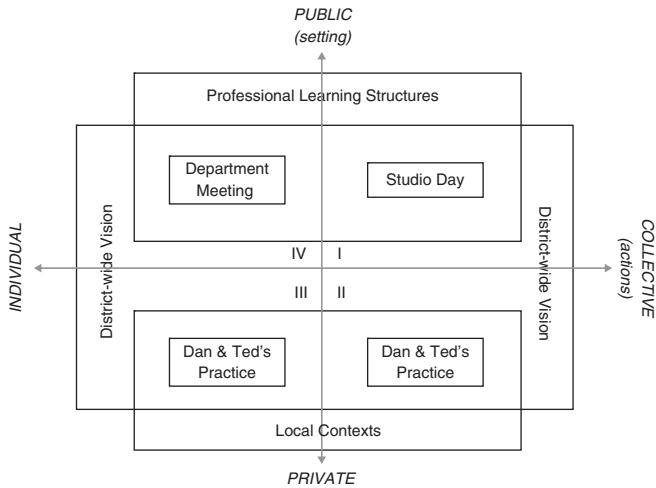 PUBLIC
(setting)
Professional Learning Structures
Department
Meeting
Studio Day
INDIVIDUAL
District-wide Vision
IV
I
District-wide Vision
COLLECTIVE
(actions)
III
II
Dan & Ted's
Practice
Dan & Ted's
Practice
Local Contexts
PRIVATE